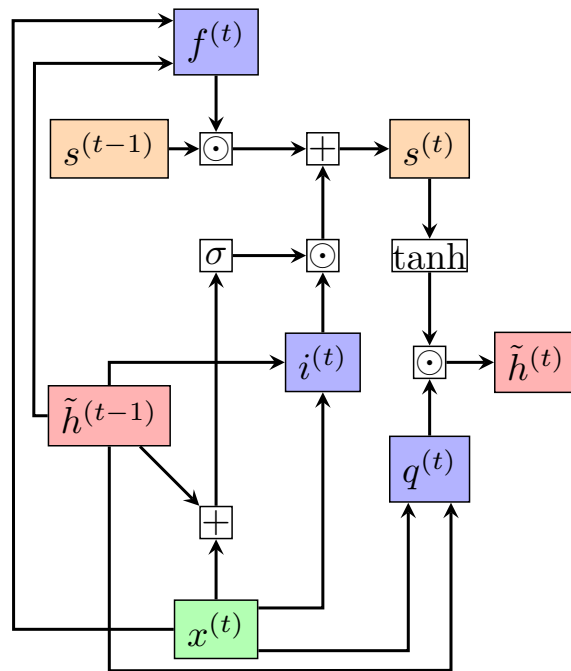 f^{(t)}
s^{(t−1)} ⊙ + s^{(t)}
σ ⊙ tanh
i^{(t)} ⊙ h̃^{(t)}
h̃^{(t−1)} q^{(t)}
+
x^{(t)}